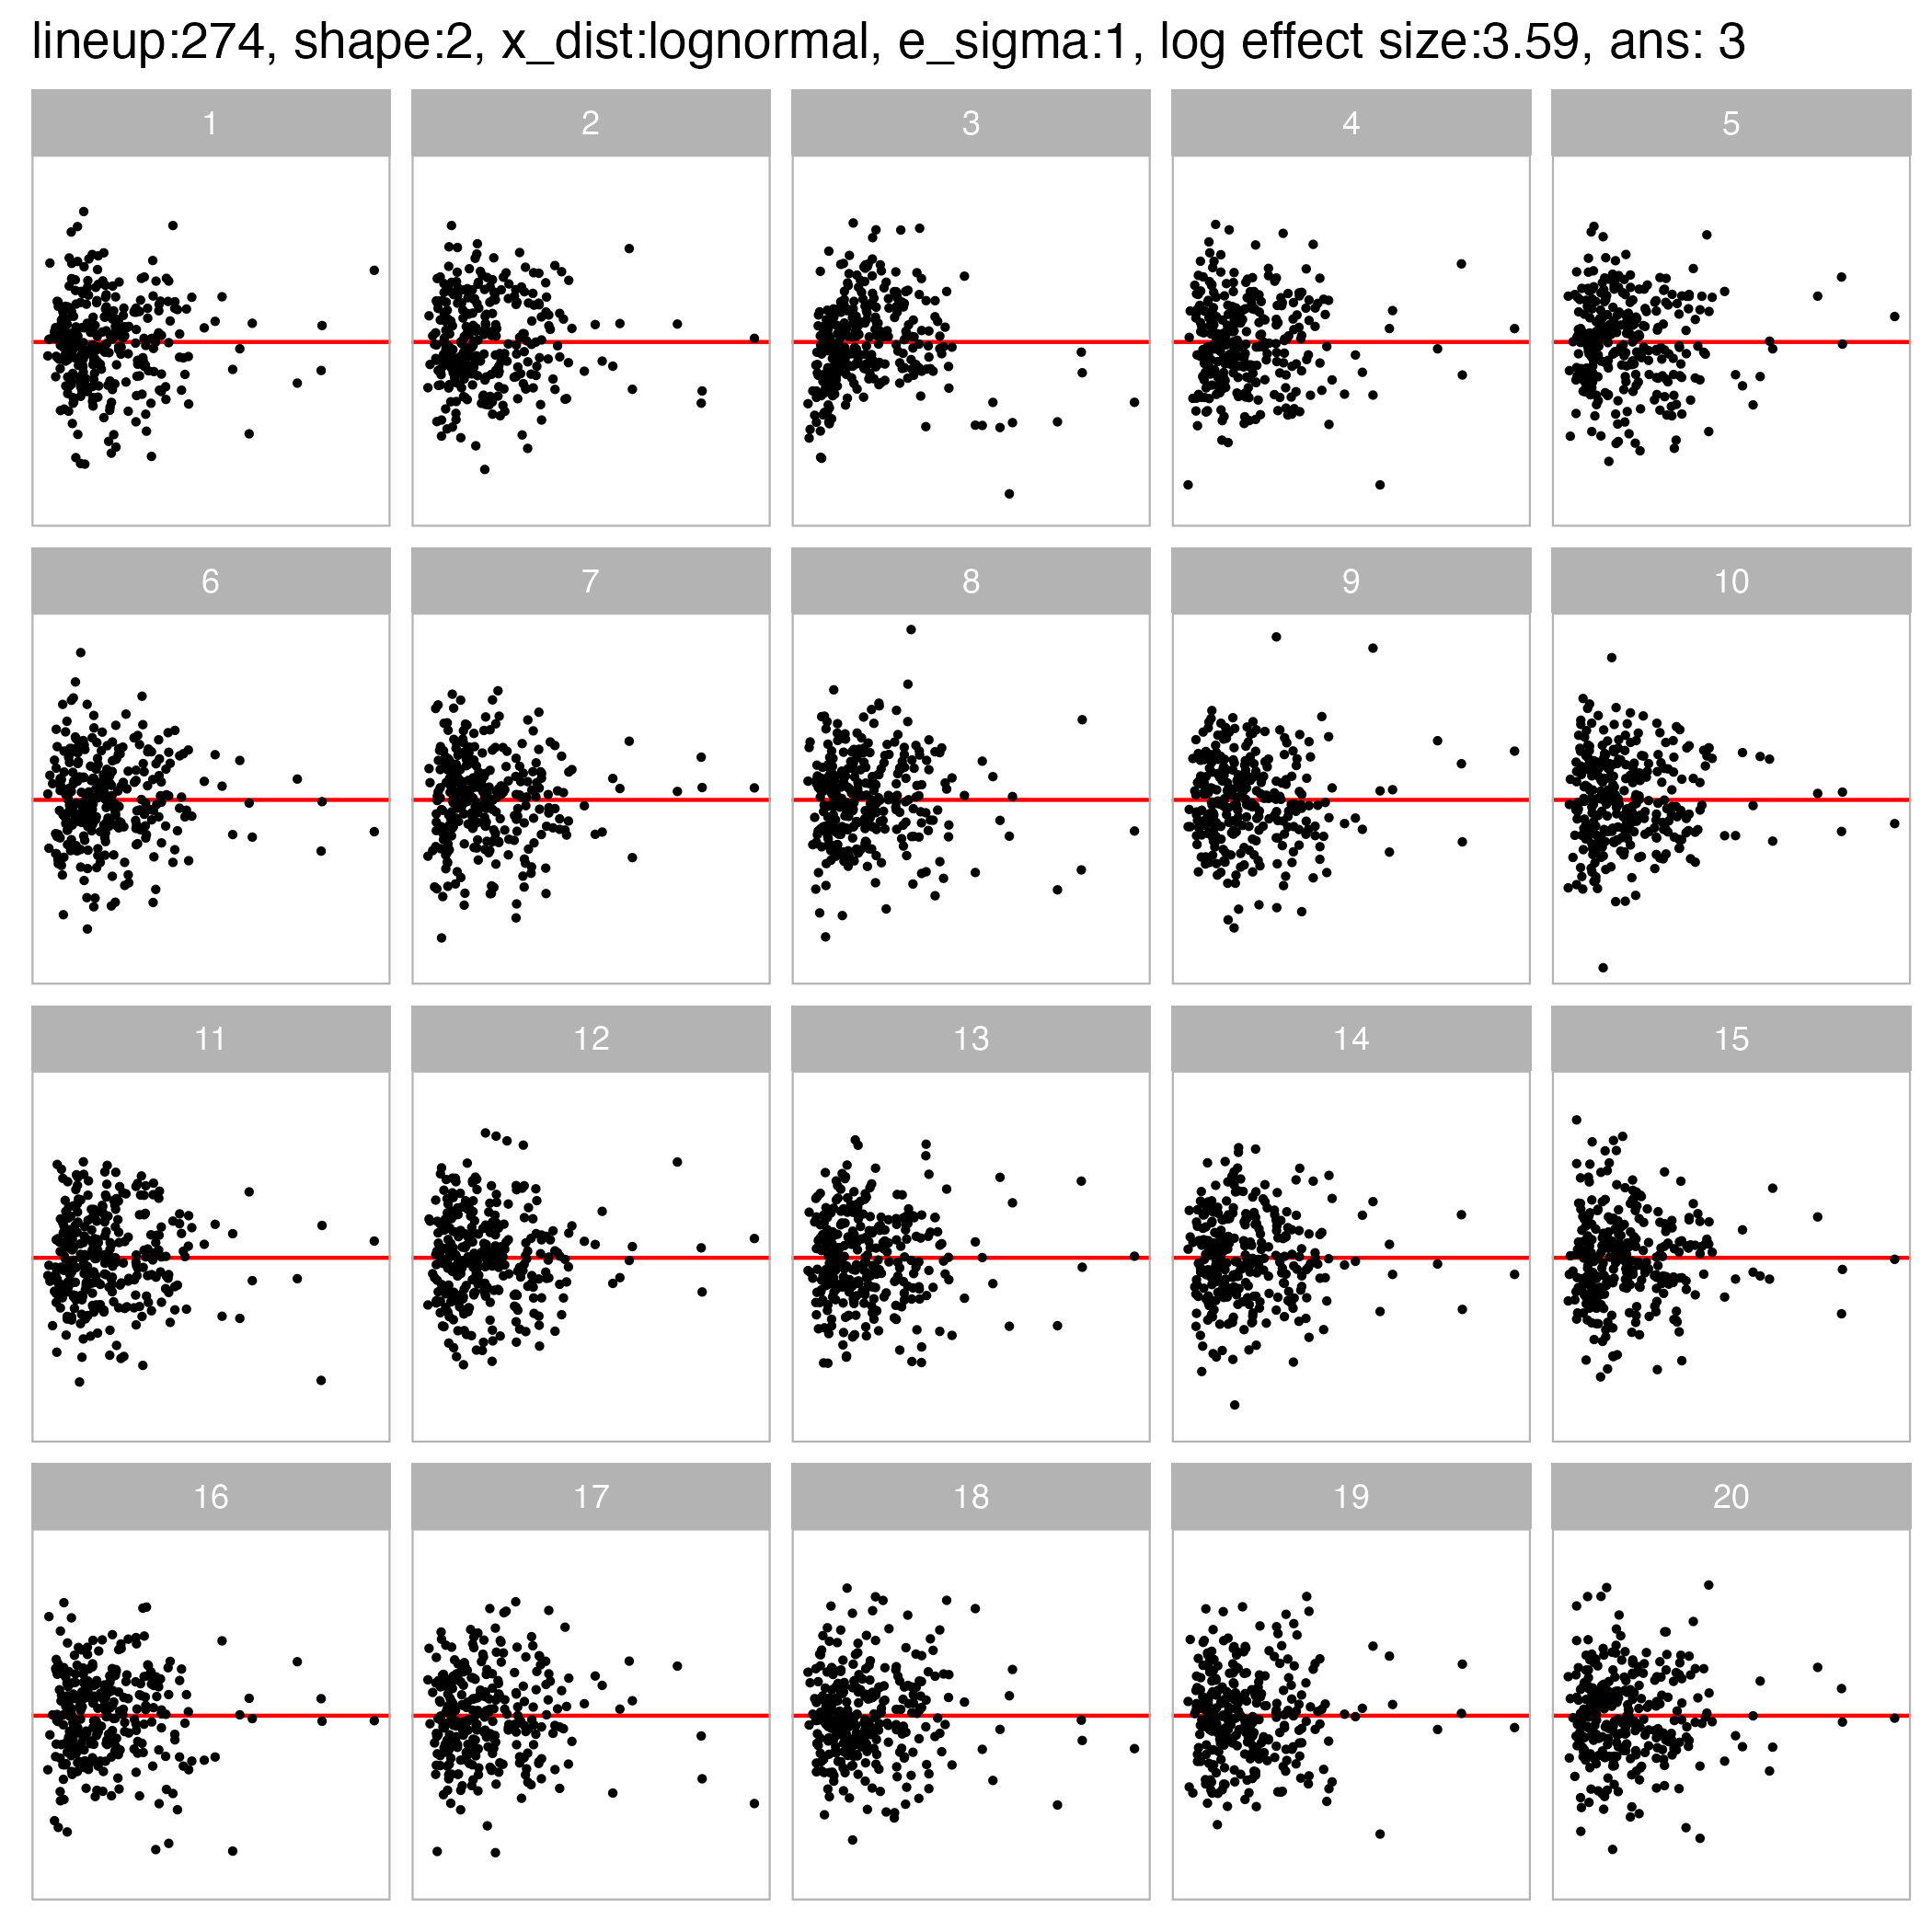 lineup:274, shape:2, x_dist:lognormal, e_sigma:1, log effect size:3.59, ans: 3
1 2 3 4 5
6 7 8 9 10
11 12 13 14 15
16 17 18 19 20